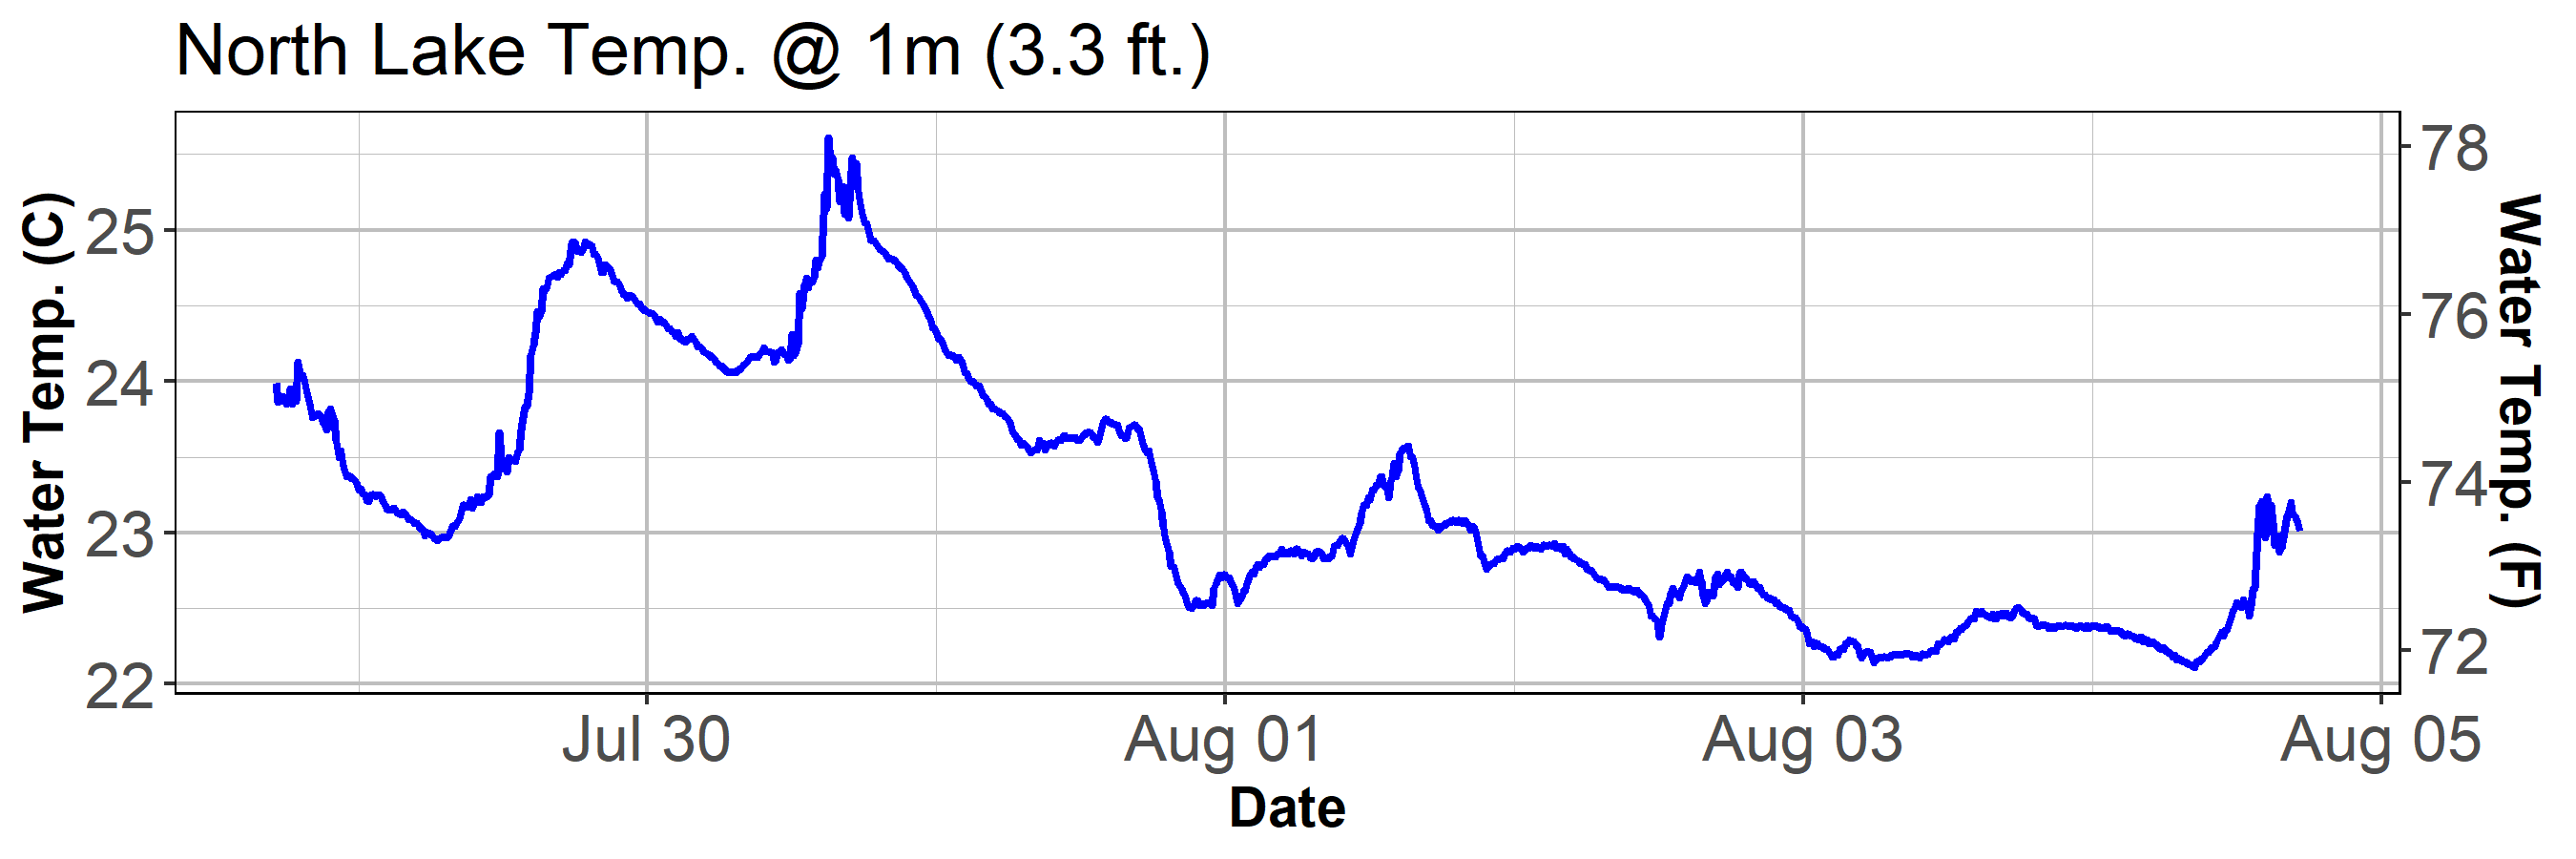 North Lake Temp. @ 1m (3.3 ft.)
Water Temp. (C)
25
24
23
22
78
76
74
72
Water Temp. (F)
Jul 30 Aug 01 Aug 03 Aug 05
Date